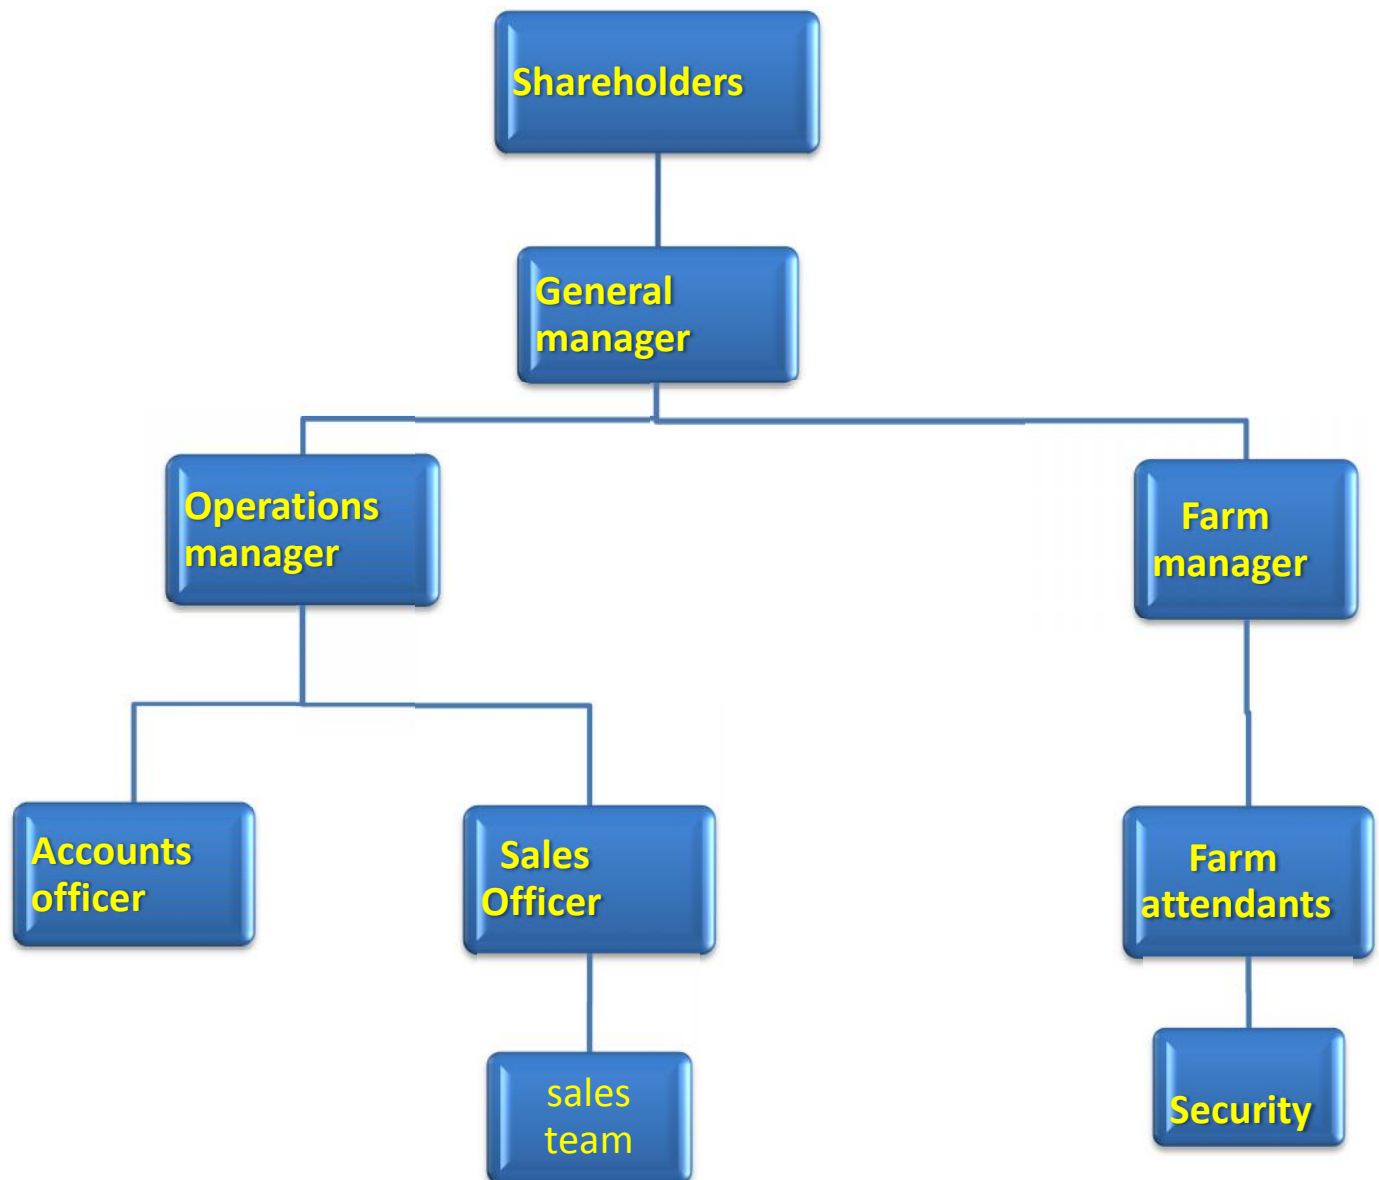 Shareholders
General
manager
Operations
manager
Farm
manager
Accounts
officer
Sales
Officer
Farm
attendants
sales
team
Security